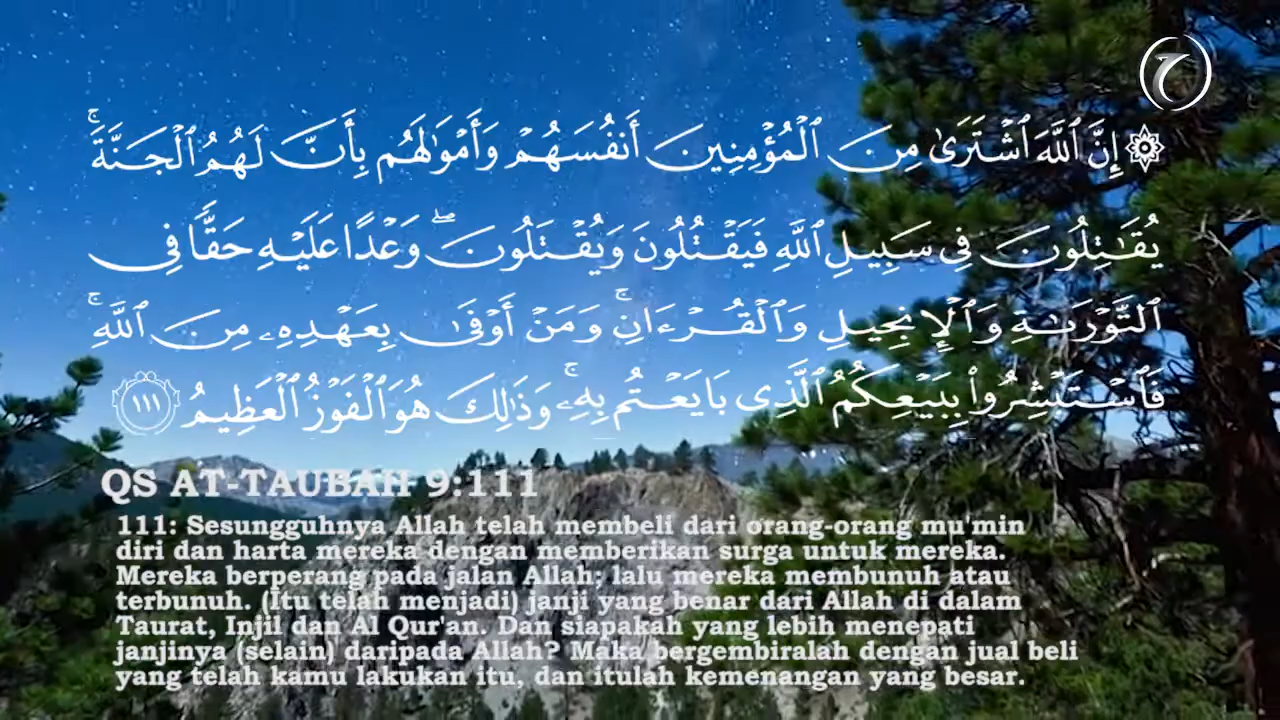 ح
۞ إِنَّ ٱللَّهَ ٱشْتَرَىٰ مِنَ ٱلْمُؤْمِنِينَ أَنفُسَهُمْ وَأَمْوَٰلَهُم بِأَنَّ لَهُمُ ٱلْجَنَّةَ ۚ
يُقَـٰتِلُونَ فِى سَبِيلِ ٱللَّهِ فَيَقْتُلُونَ وَيُقْتَلُونَ ۖ وَعْدًا عَلَيْهِ حَقًّا فِى
ٱلتَّوْرَىٰةِ وَٱلْإِنجِيلِ وَٱلْقُرْءَانِ ۚ وَمَنْ أَوْفَىٰ بِعَهْدِهِۦ مِنَ ٱللَّهِ ۚ
فَٱسْتَبْشِرُوا۟ بِبَيْعِكُمُ ٱلَّذِى بَايَعْتُم بِهِۦ ۚ وَذَٰلِكَ هُوَ ٱلْفَوْزُ ٱلْعَظِيمُ ١١١
QS AT-TAUBAH 9:111
111: Sesungguhnya Allah telah membeli dari orang-orang mu'min
diri dan harta mereka dengan memberikan surga untuk mereka.
Mereka berperang pada jalan Allah; lalu mereka membunuh atau
terbunuh. (Itu telah menjadi) janji yang benar dari Allah di dalam
Taurat, Injil dan Al Qur'an. Dan siapakah yang lebih menepati
janjinya (selain) daripada Allah? Maka bergembiralah dengan jual beli
yang telah kamu lakukan itu, dan itulah kemenangan yang besar.